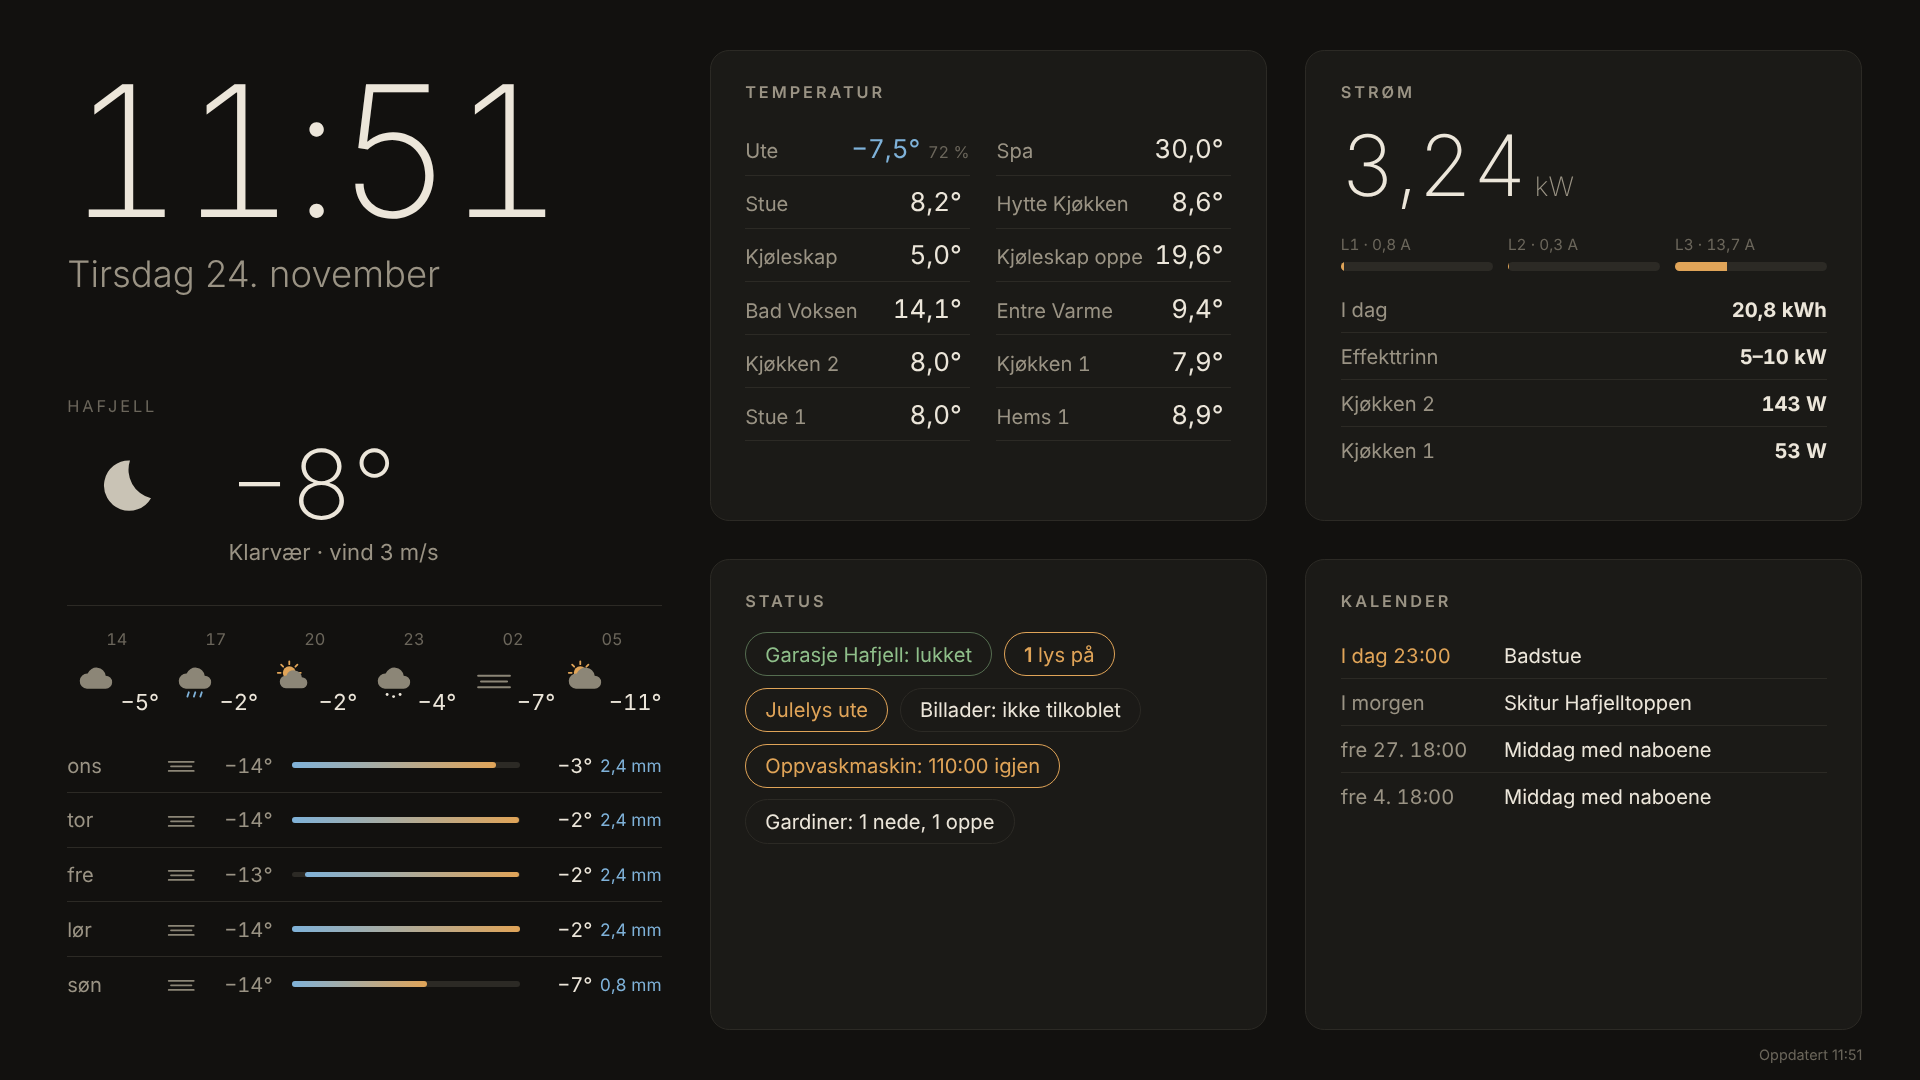 11:51
Tirsdag 24. november
HAFJELL
−8°
Klarvær · vind 3 m/s
14 17 20 23 02 05
−5° −2° −2° −4° −7° −11°
ons −14° −3° 2,4 mm
tor −14° −2° 2,4 mm
fre −13° −2° 2,4 mm
lør −14° −2° 2,4 mm
søn −14° −7° 0,8 mm
TEMPERATUR
Ute −7,5° 72 % Spa 30,0°
Stue 8,2° Hytte Kjøkken 8,6°
Kjøleskap 5,0° Kjøleskap oppe 19,6°
Bad Voksen 14,1° Entre Varme 9,4°
Kjøkken 2 8,0° Kjøkken 1 7,9°
Stue 1 8,0° Hems 1 8,9°
STRØM
3,24 kW
L1 · 0,8 A L2 · 0,3 A L3 · 13,7 A
I dag 20,8 kWh
Effekttrinn 5–10 kW
Kjøkken 2 143 W
Kjøkken 1 53 W
STATUS
Garasje Hafjell: lukket 1 lys på
Julelys ute Billader: ikke tilkoblet
Oppvaskmaskin: 110:00 igjen
Gardiner: 1 nede, 1 oppe
KALENDER
I dag 23:00 Badstue
I morgen Skitur Hafjelltoppen
fre 27. 18:00 Middag med naboene
fre 4. 18:00 Middag med naboene
Oppdatert 11:51